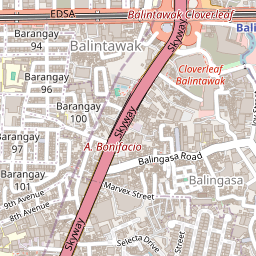 EDSA
Balintawak Cloverleaf
Skyway
Barangay
94
Balintawak
Balin
Cloverleaf
Balintawak
Barangay
96
Barangay
100
Skyway
Barangay
97
A. Bonifacio
Balingasa Road
Barangay
101
Marvex Street
Balingasa
9th Avenue
8th Avenue
Skyway
Selecta Drive